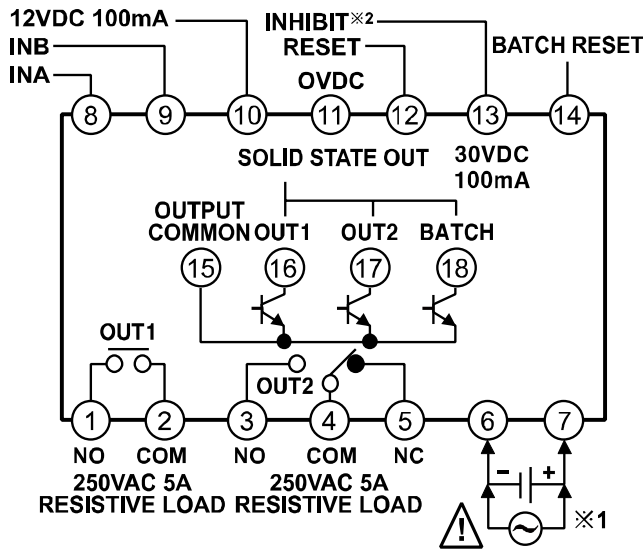 12VDC 100mA
INHIBIT※2
INB
RESET
BATCH RESET
INA
OVDC
8 9 10 11 12 13 14
SOLID STATE OUT
30VDC
100mA
OUTPUT
COMMON OUT1 OUT2 BATCH
15 16 17 18
OUT1
OUT2
1 2 3 4 5 6 7
NO COM NO COM NC
250VAC 5A 250VAC 5A
RESISTIVE LOAD RESISTIVE LOAD
- +
※1